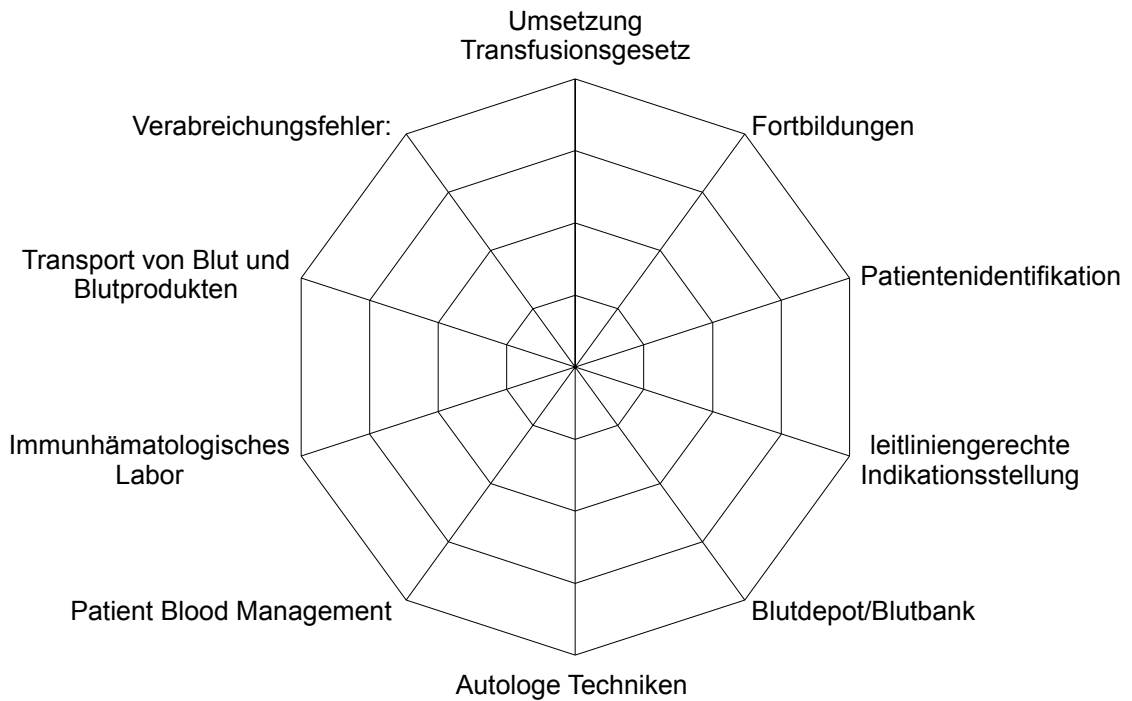 Umsetzung
Transfusionsgesetz
Verabreichungsfehler:
Fortbildungen
Transport von Blut und
Blutprodukten
Patientenidentifikation
Immunhämatologisches
Labor
leitliniengerechte
Indikationsstellung
Patient Blood Management
Blutdepot/Blutbank
Autologe Techniken